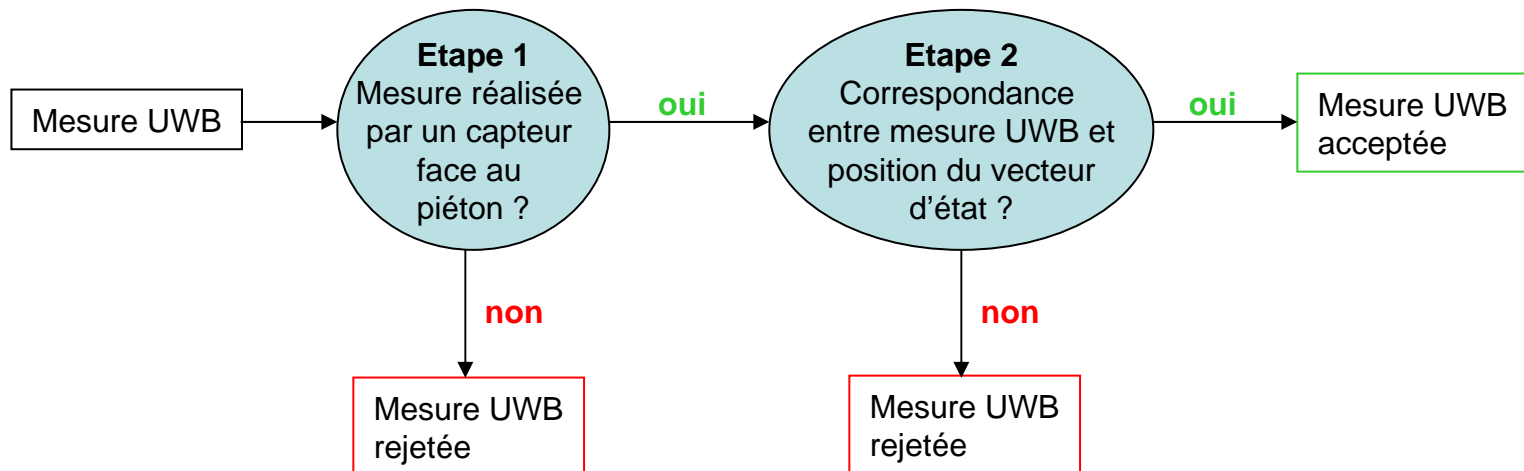 Mesure UWB
Etape 1
Mesure réalisée
par un capteur
face au
piéton ?
oui
non
Mesure UWB
rejetée
Etape 2
Correspondance
entre mesure UWB et
position du vecteur
d’état ?
oui
non
Mesure UWB
rejetée
Mesure UWB
acceptée